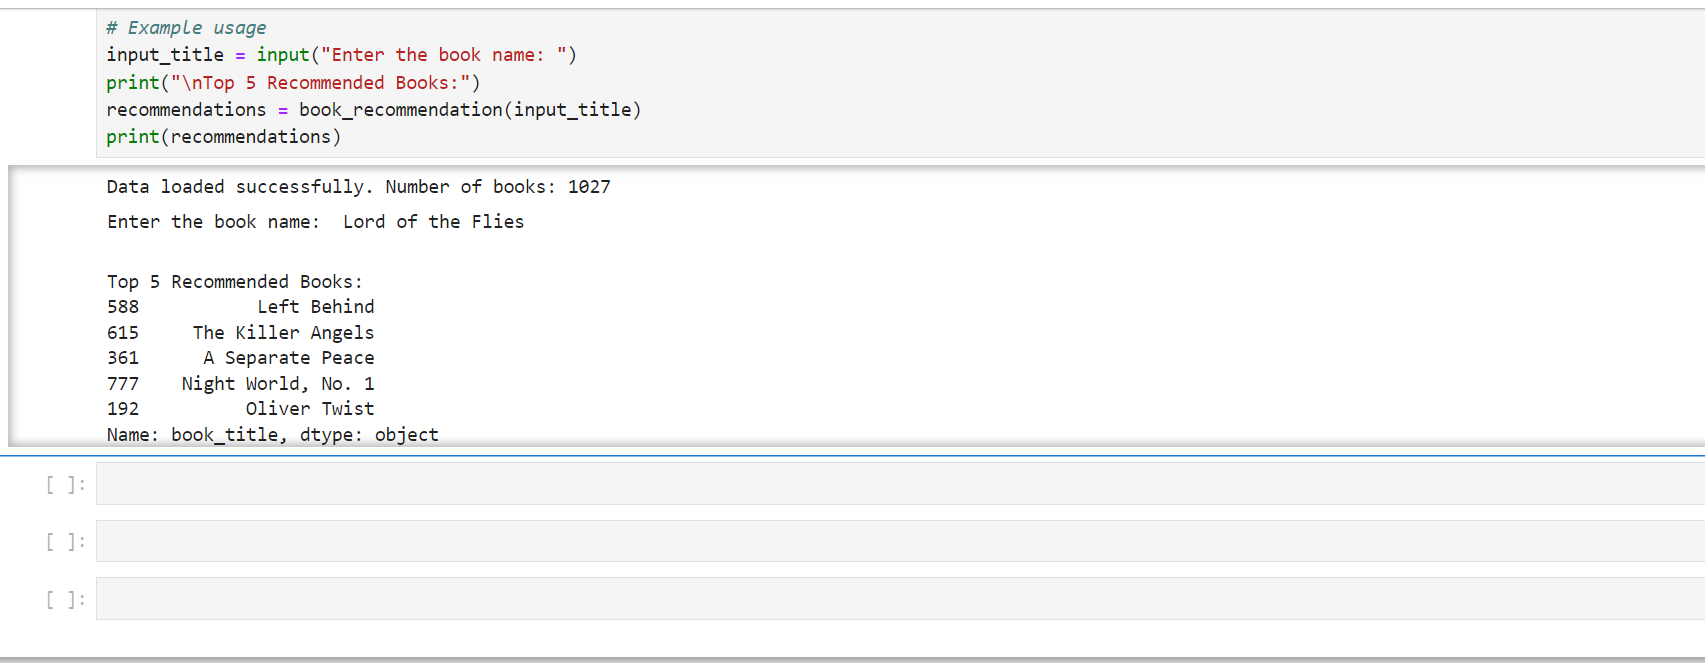 # Example usage
input_title = input("Enter the book name: ")
print("\nTop 5 Recommended Books:")
recommendations = book_recommendation(input_title)
print(recommendations)
Data loaded successfully. Number of books: 1027
Enter the book name:  Lord of the Flies
Top 5 Recommended Books:
588           Left Behind
615     The Killer Angels
361      A Separate Peace
777    Night World, No. 1
192          Oliver Twist
Name: book_title, dtype: object
[ ]:
[ ]:
[ ]: